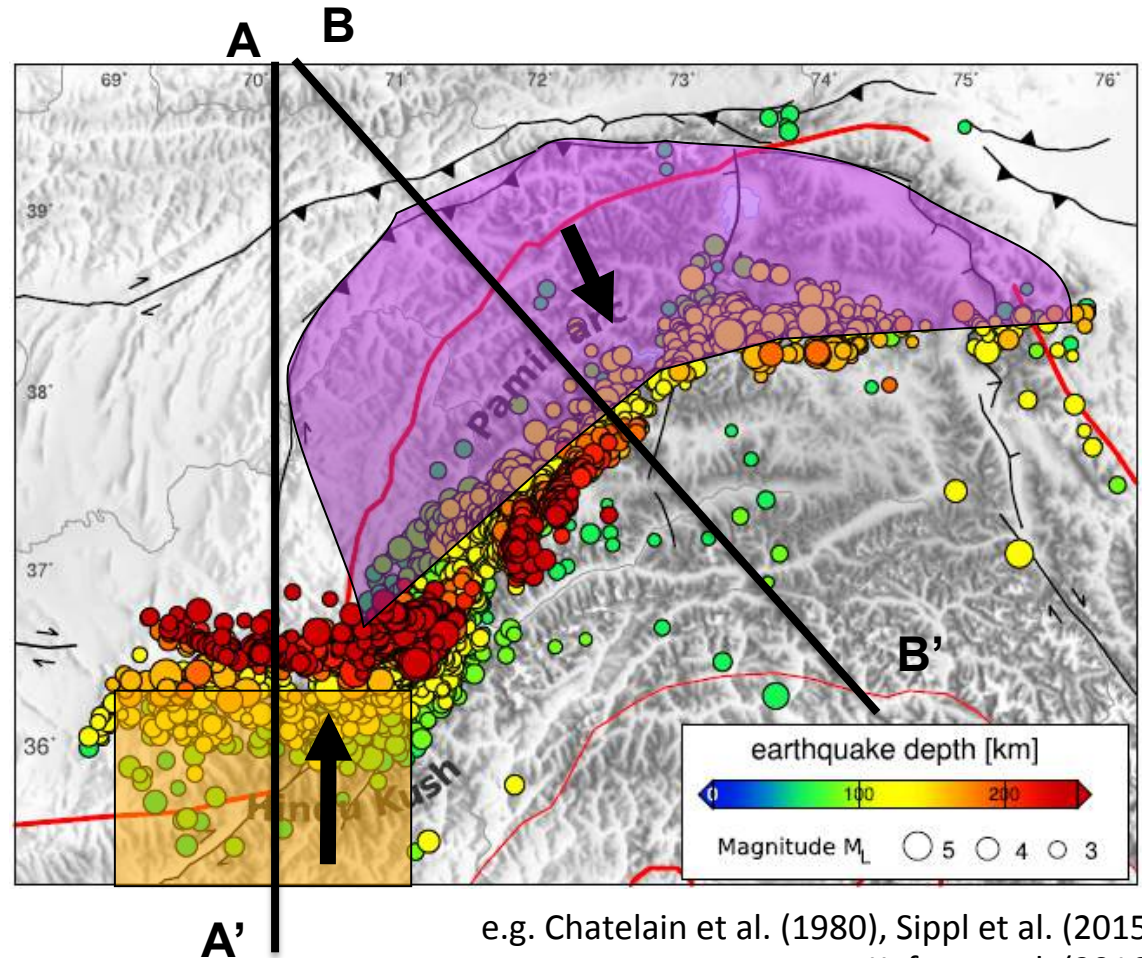 A B
69° 70° 71° 72° 73° 74° 75° 76°
39°
38°
37°
36°
Pamir arc
Hindu Kush
B'
earthquake depth [km]
0 100 200
Magnitude ML 5 4 3
A'
e.g. Chatelain et al. (1980), Sippl et al. (2015